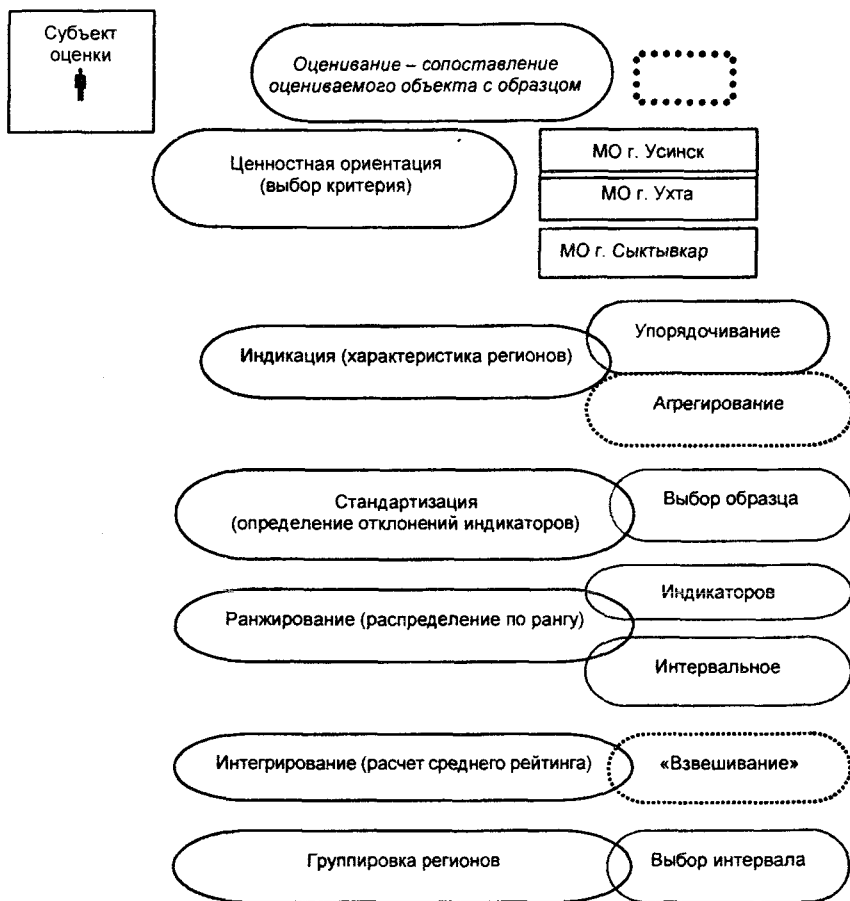 Субъект
оценки
Оценивание – сопоставление
оцениваемого объекта с образцом
Ценностная ориентация
(выбор критерия)
МО г. Усинск
МО г. Ухта
МО г. Сыктывкар
Индикация (характеристика регионов)
Упорядочивание
Агрегирование
Стандартизация
(определение отклонений индикаторов)
Выбор образца
Ранжирование (распределение по рангу)
Индикаторов
Интервальное
Интегрирование (расчет среднего рейтинга)
«Взвешивание»
Группировка регионов
Выбор интервала